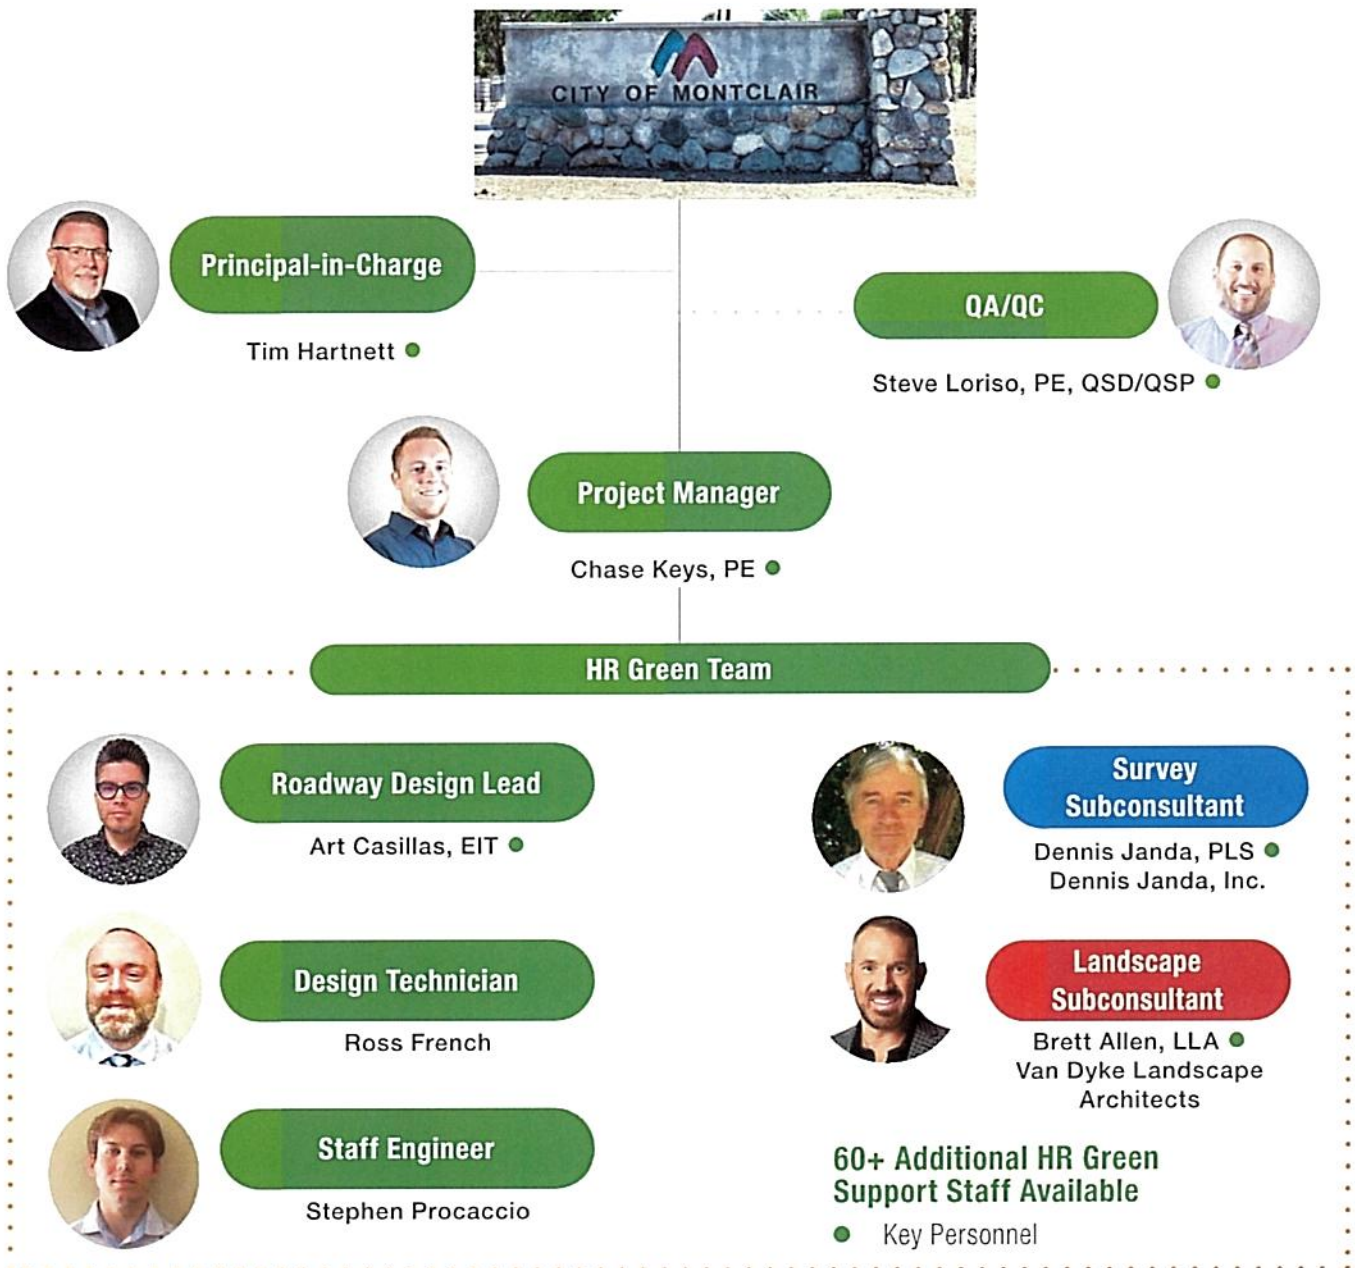 CITY OF MONTCLAIR
Principal-in-Charge
Tim Hartnett
QA/QC
Steve Loriso, PE, QSD/QSP
Project Manager
Chase Keys, PE
HR Green Team
Roadway Design Lead
Art Casillas, EIT
Design Technician
Ross French
Staff Engineer
Stephen Procaccio
Survey
Subconsultant
Dennis Janda, PLS
Dennis Janda, Inc.
Landscape
Subconsultant
Brett Allen, LLA
Van Dyke Landscape
Architects
60+ Additional HR Green
Support Staff Available
Key Personnel